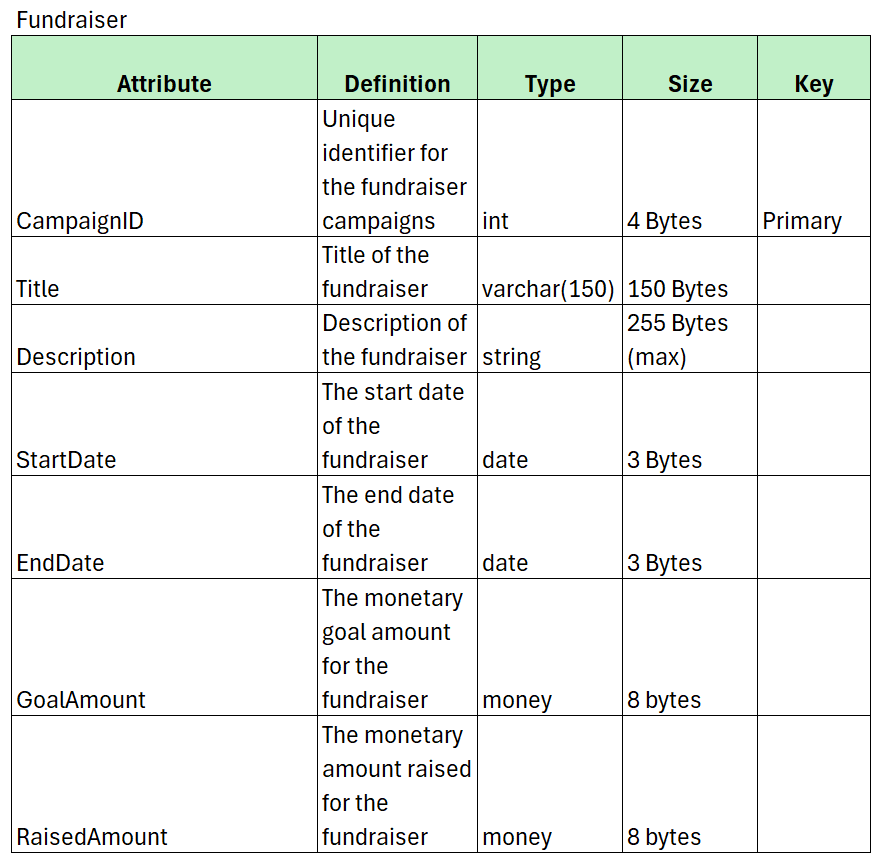 Fundraiser
Attribute Definition Type Size Key
Unique
identifier for
the fundraiser
CampaignID campaigns int 4 Bytes Primary
Title of the
Title fundraiser varchar(150) 150 Bytes
Description of 255 Bytes
Description the fundraiser string (max)
The start date
of the
StartDate fundraiser date 3 Bytes
The end date
of the
EndDate fundraiser date 3 Bytes
The monetary
goal amount
for the
GoalAmount fundraiser money 8 bytes
The monetary
amount raised
for the
RaisedAmount fundraiser money 8 bytes